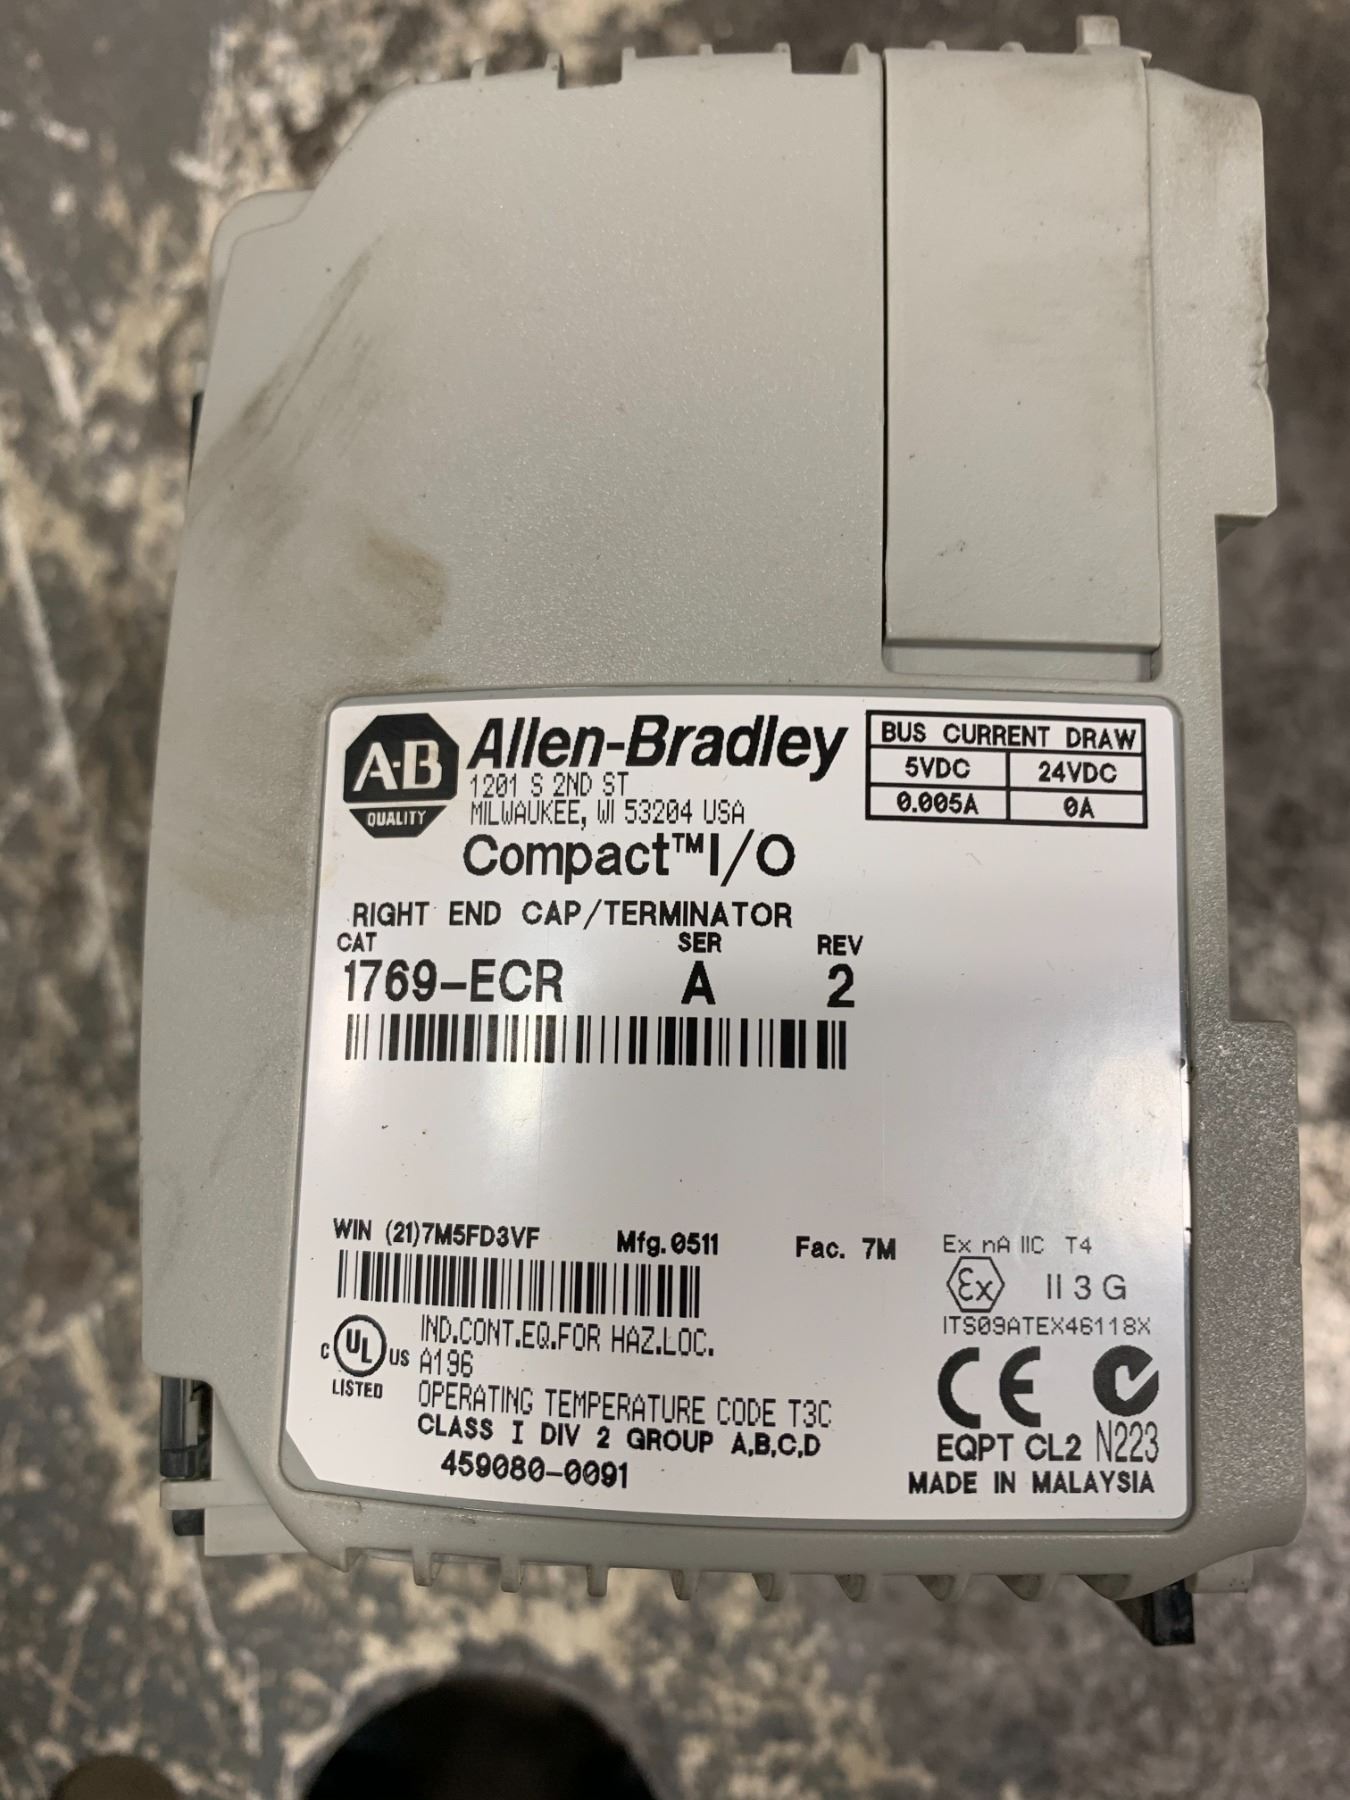 A-B
QUALITY
Allen-Bradley
1201 S 2ND ST
MILWAUKEE, WI 53204 USA
Compact™I/O
BUS CURRENT DRAW
5VDC 24VDC
0.005A 0A
RIGHT END CAP/TERMINATOR
CAT SER REV
1769-ECR A 2
WIN (21)7M5FD3VF Mfg.0511 Fac. 7M
Ex nA IIC T4
Ex II 3 G
ITS09ATEX46118X
C UL US
LISTED
IND.CONT.EQ.FOR HAZ.LOC.
A196
OPERATING TEMPERATURE CODE T3C
CLASS I DIV 2 GROUP A,B,C,D
459080-0091
CE
EQPT CL2 N223
MADE IN MALAYSIA